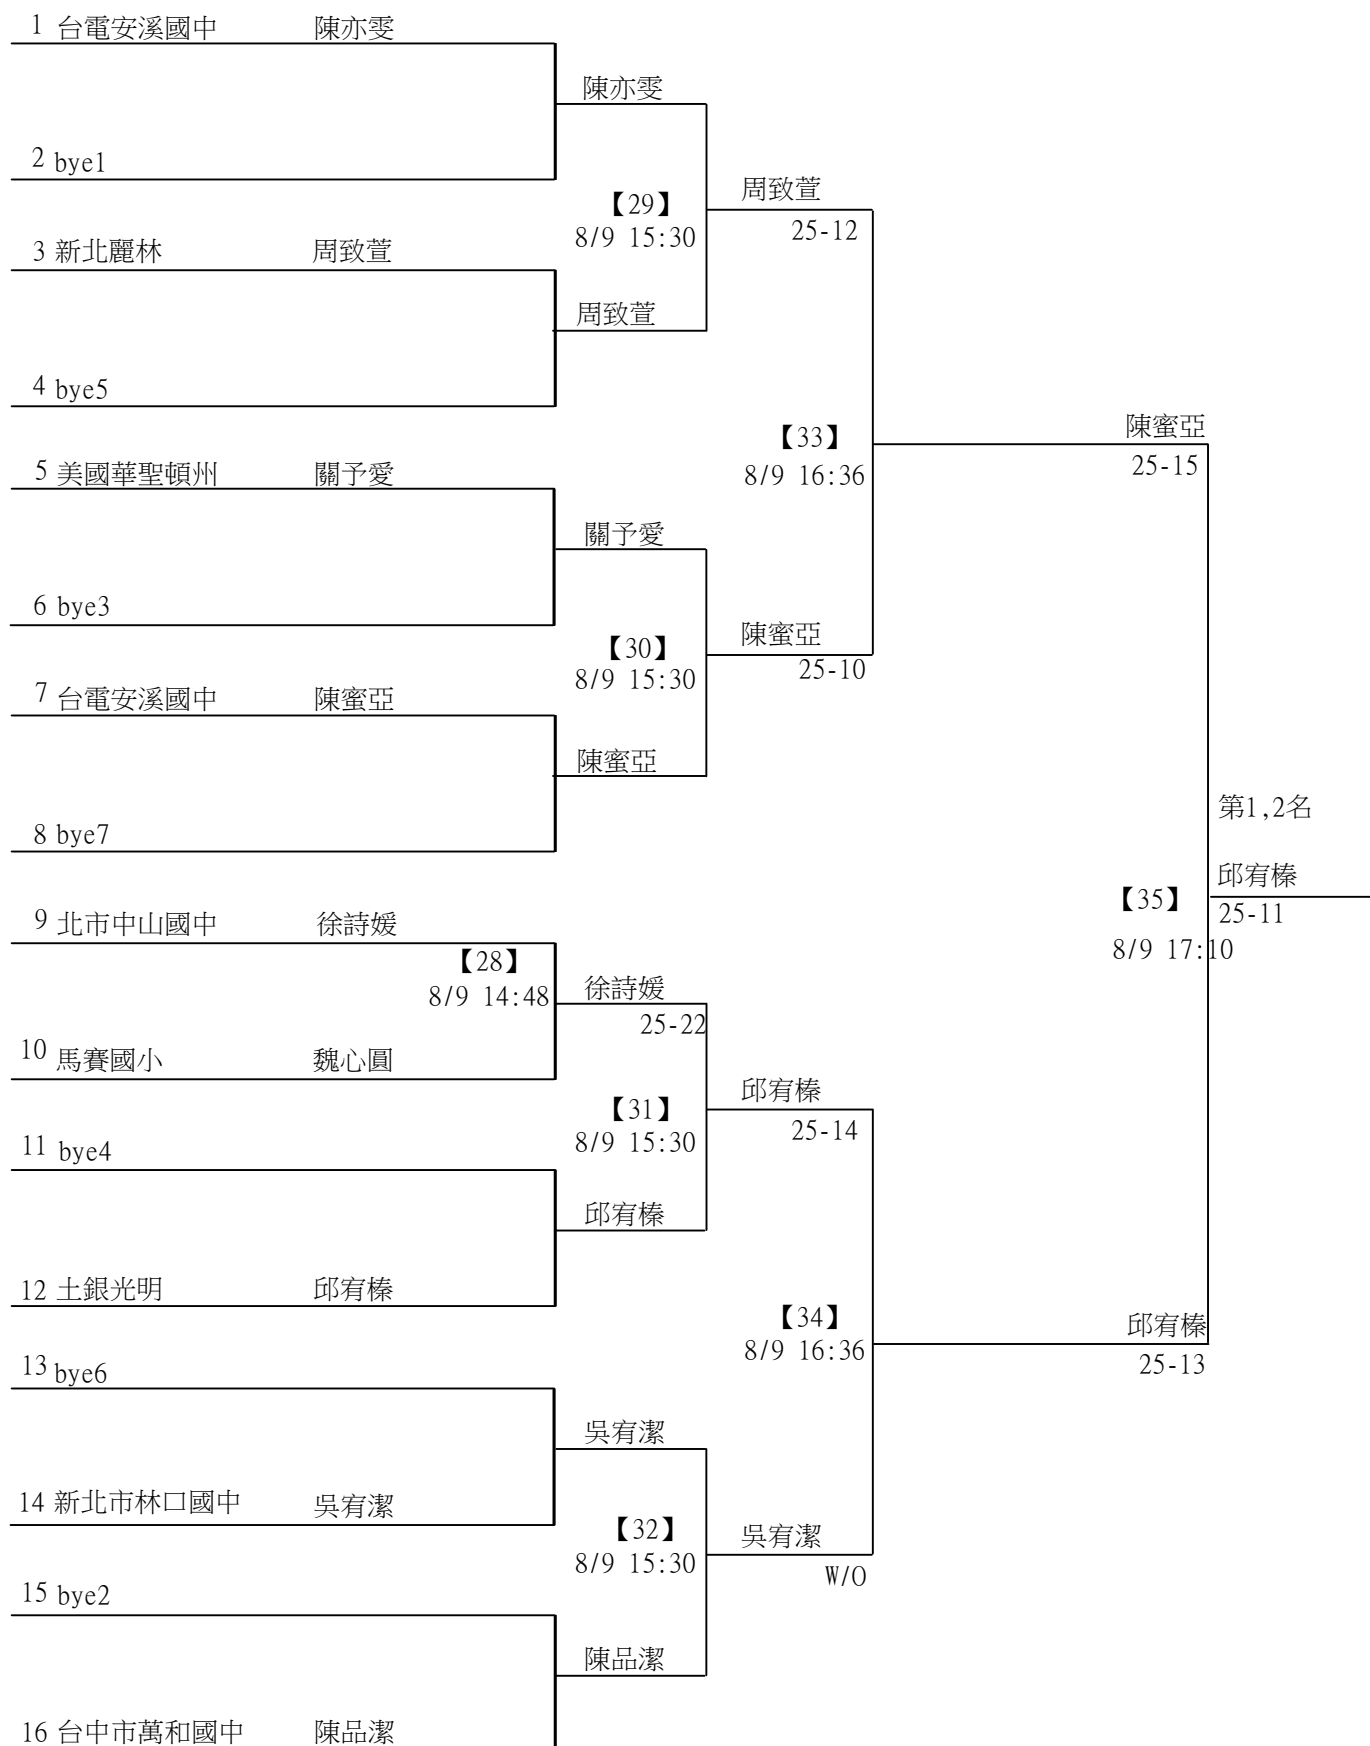 1 台電安溪國中 陳亦雯
陳亦雯
2 bye1
周致萱
【29】
25-12
8/9 15:30
3 新北麗林 周致萱
周致萱
4 bye5
陳蜜亞
【33】
25-15
8/9 16:36
5 美國華聖頓州 關予愛
關予愛
6 bye3
陳蜜亞
【30】
25-10
8/9 15:30
7 台電安溪國中 陳蜜亞
陳蜜亞
第1,2名
8 bye7
邱宥榛
【35】
25-11
8/9 17:10
9 北市中山國中 徐詩媛
【28】
8/9 14:48
徐詩媛
25-22
10 馬賽國小 魏心圓
邱宥榛
【31】
25-14
8/9 15:30
11 bye4
邱宥榛
12 土銀光明 邱宥榛
【34】
邱宥榛
8/9 16:36
25-13
13 bye6
吳宥潔
14 新北市林口國中 吳宥潔
【32】
吳宥潔
8/9 15:30
W/O
15 bye2
陳品潔
16 台中市萬和國中 陳品潔